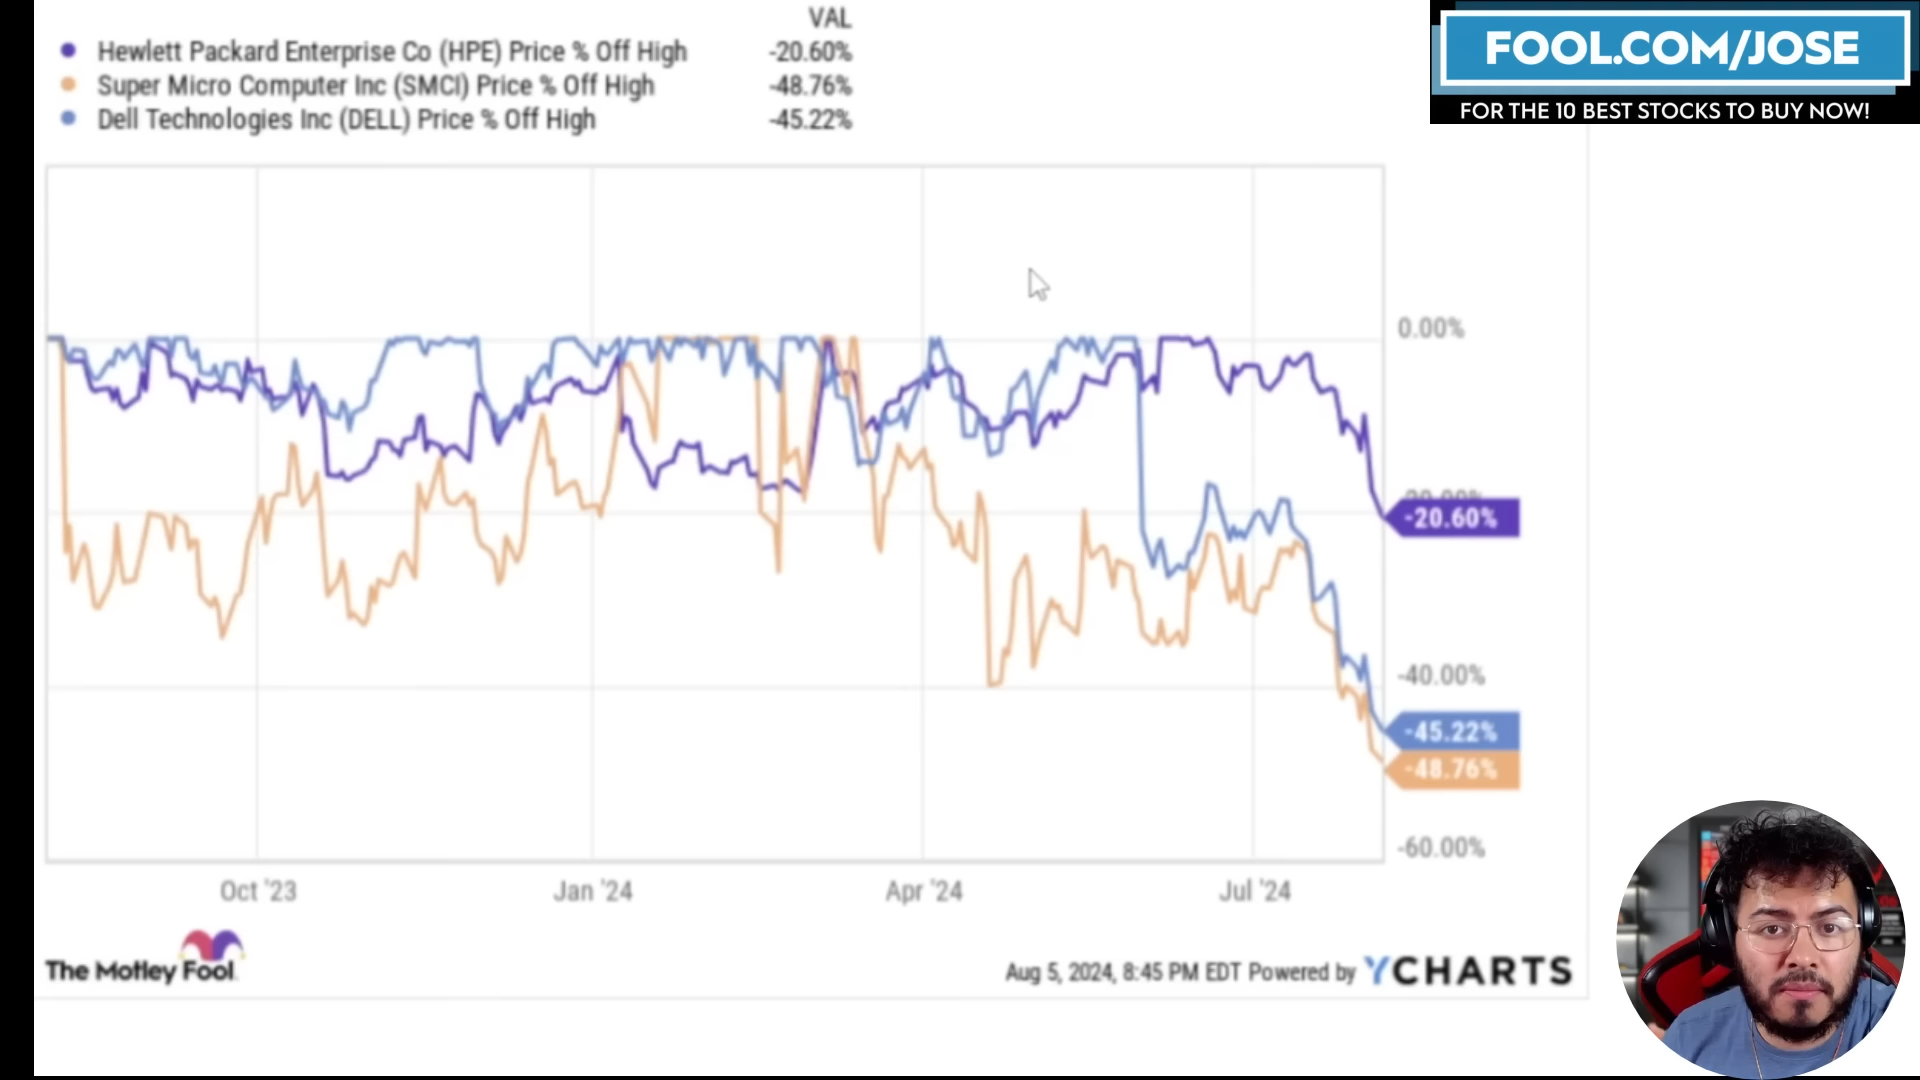 VAL
Hewlett Packard Enterprise Co (HPE) Price % Off High -20.60%
Super Micro Computer Inc (SMCI) Price % Off High -48.76%
Dell Technologies Inc (DELL) Price % Off High -45.22%
FOOL.COM/JOSE
FOR THE 10 BEST STOCKS TO BUY NOW!
0.00%
-20.60%
-40.00%
-45.22%
-48.76%
-60.00%
Oct '23 Jan '24 Apr '24 Jul '24
The Motley Fool
Aug 5, 2024, 8:45 PM EDT Powered by YCHARTS